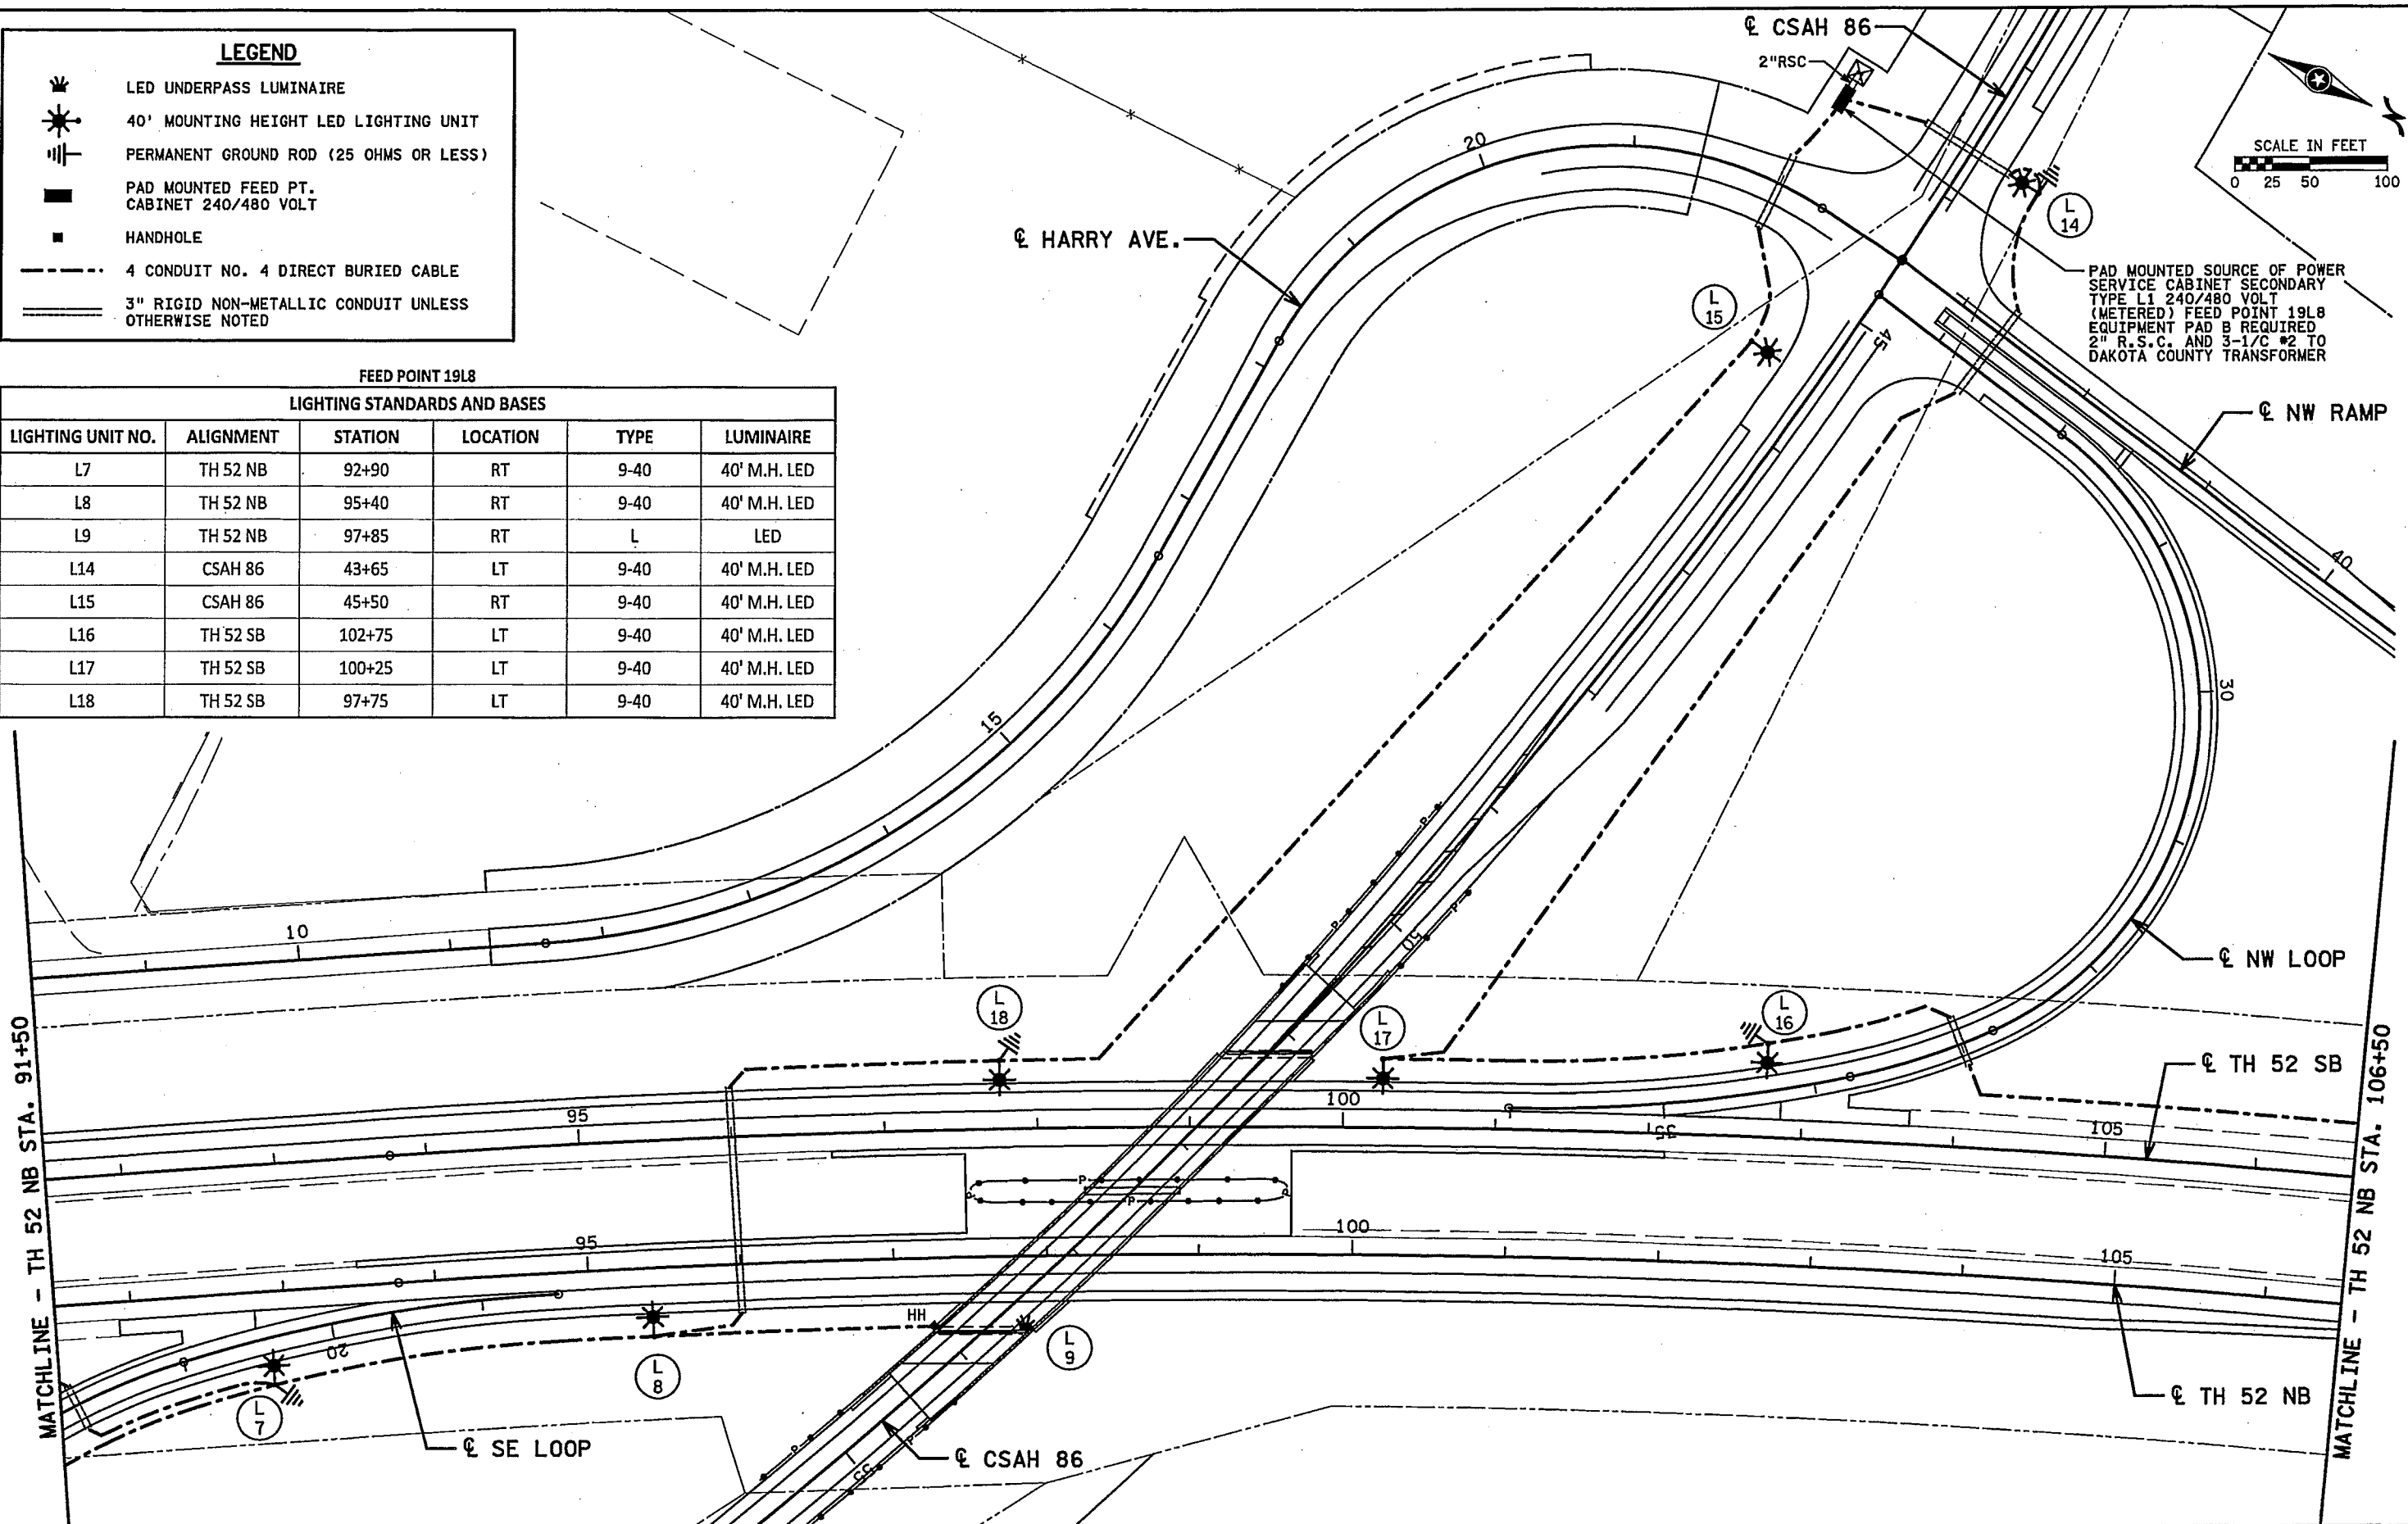 LEGEND
LED UNDERPASS LUMINAIRE
40' MOUNTING HEIGHT LED LIGHTING UNIT
PERMANENT GROUND ROD (25 OHMS OR LESS)
PAD MOUNTED FEED PT.
CABINET 240/480 VOLT
HANDHOLE
4 CONDUIT NO. 4 DIRECT BURIED CABLE
3" RIGID NON-METALLIC CONDUIT UNLESS
OTHERWISE NOTED
FEED POINT 19L8
LIGHTING STANDARDS AND BASES
LIGHTING UNIT NO. ALIGNMENT STATION LOCATION TYPE LUMINAIRE
L7 TH 52 NB 92+90 RT 9-40 40' M.H. LED
L8 TH 52 NB 95+40 RT 9-40 40' M.H. LED
L9 TH 52 NB 97+85 RT L LED
L14 CSAH 86 43+65 LT 9-40 40' M.H. LED
L15 CSAH 86 45+50 RT 9-40 40' M.H. LED
L16 TH 52 SB 102+75 LT 9-40 40' M.H. LED
L17 TH 52 SB 100+25 LT 9-40 40' M.H. LED
L18 TH 52 SB 97+75 LT 9-40 40' M.H. LED
℄ CSAH 86
2"RSC
N
SCALE IN FEET
0 25 50 100
20
℄ HARRY AVE.
L
14
L
15
PAD MOUNTED SOURCE OF POWER
SERVICE CABINET SECONDARY
TYPE L1 240/480 VOLT
(METERED) FEED POINT 19L8
EQUIPMENT PAD B REQUIRED
2" R.S.C. AND 3-1/C #2 TO
DAKOTA COUNTY TRANSFORMER
45
℄ NW RAMP
40
30
15
P
P
50
10
℄ NW LOOP
P
L
18
L
17
L
16
℄ TH 52 SB
95
100
35
105
P
P
P
P
95
100
105
HH
L
9
L
8
L
7
20
℄ SE LOOP
℄ CSAH 86
P
P
55
℄ TH 52 NB
MATCHLINE - TH 52 NB STA. 91+50
MATCHLINE - TH 52 NB STA. 106+50